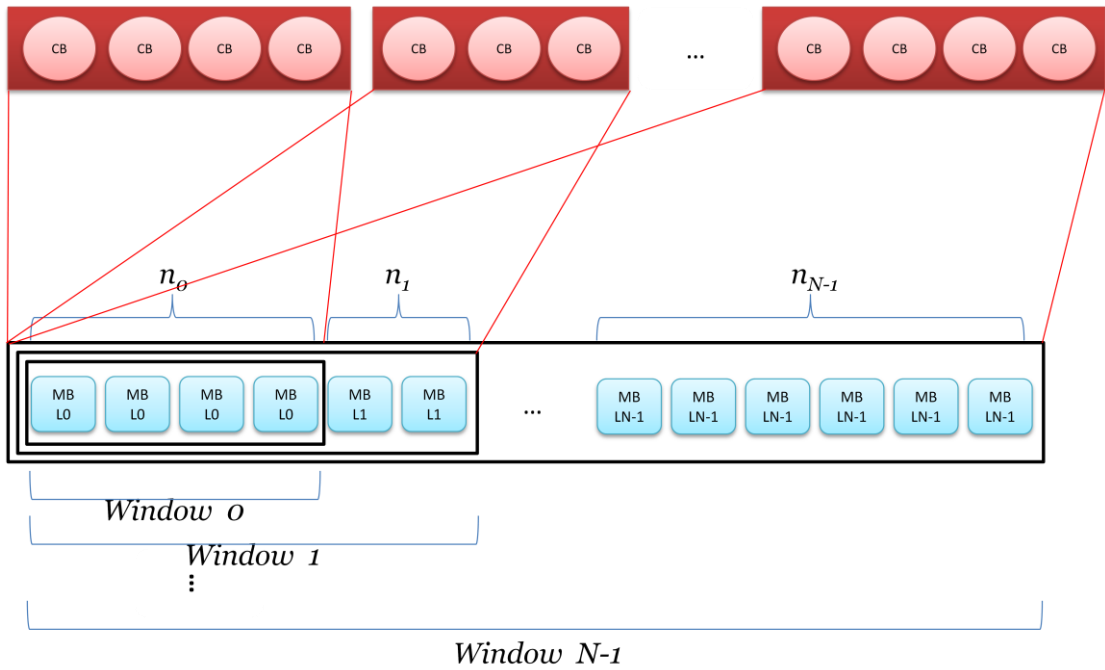 CB CB CB CB CB CB CB ... CB CB CB CB
n0 n1 nN-1
MB MB MB MB MB MB MB MB MB MB MB MB
L0 L0 L0 L0 L1 L1 ... LN-1 LN-1 LN-1 LN-1 LN-1 LN-1
Window 0
Window 1
⋮
Window N-1